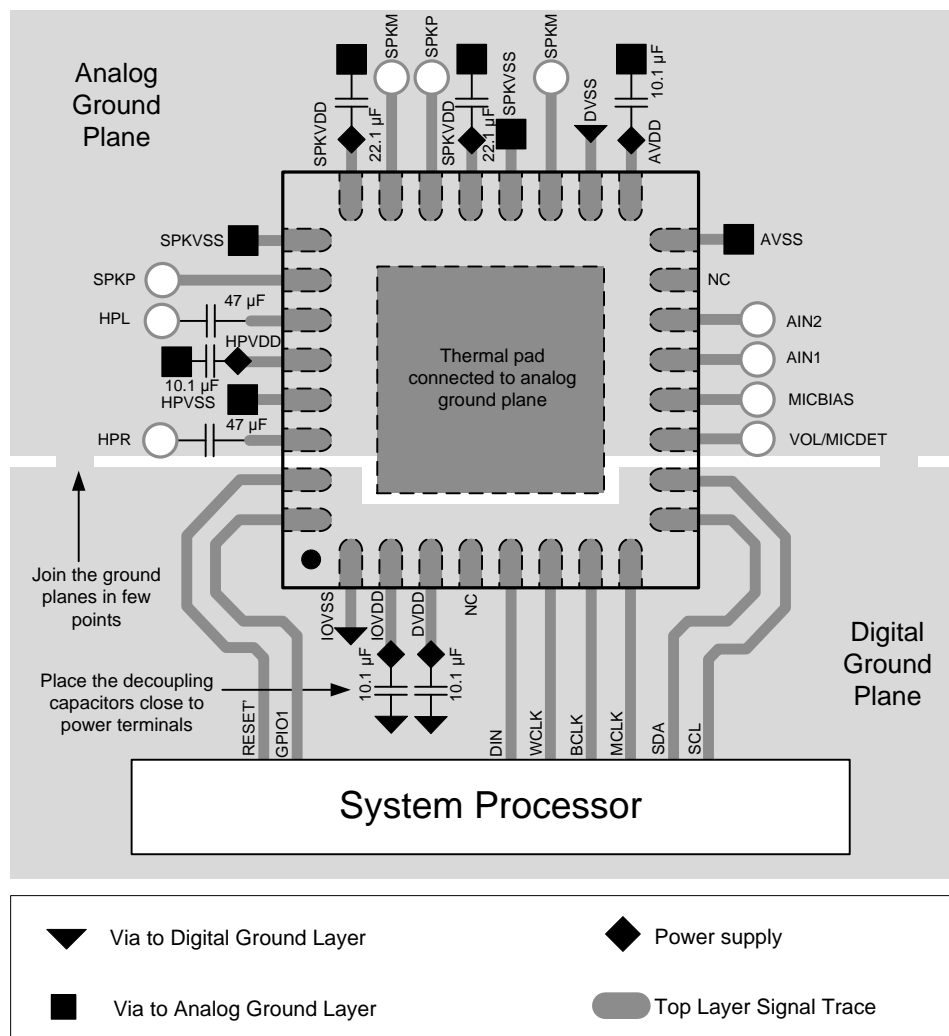 Analog
Ground
Plane
SPKVDD
22.1 µF
SPKM
SPKP
SPKVDD
22.1 µF
SPKVSS
SPKM
DVSS
10.1 µF
AVDD
SPKVSS
SPKP
HPL
47 µF
HPVDD
10.1 µF
HPVSS
47 µF
HPR
AVSS
NC
AIN2
AIN1
MICBIAS
VOL/MICDET
Thermal pad
connected to analog
ground plane
Join the ground
planes in few
points
IOVSS
IOVDD
DVDD
NC
10.1 µF
10.1 µF
Place the decoupling
capacitors close to
power terminals
Digital
Ground
Plane
RESET'
GPIO1
DIN
WCLK
BCLK
MCLK
SDA
SCL
System Processor
Via to Digital Ground Layer
Power supply
Via to Analog Ground Layer
Top Layer Signal Trace